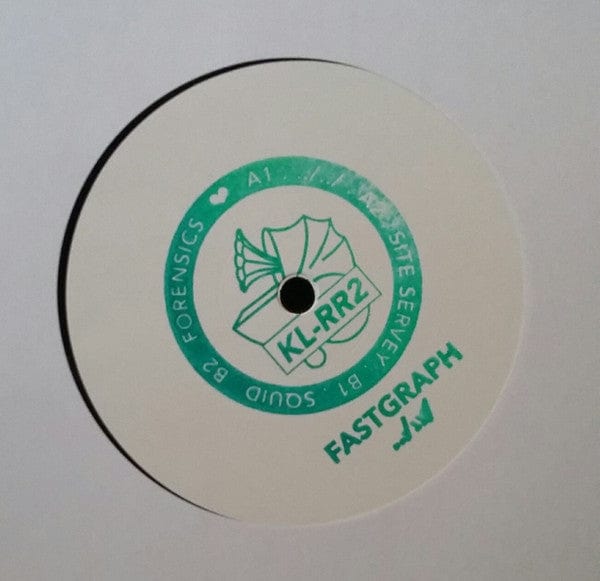 A1 . ../../ A2 . SITE SERVEY . B1 . SQUID B2 FORENSICS
KL-RR2
FASTGRAPH